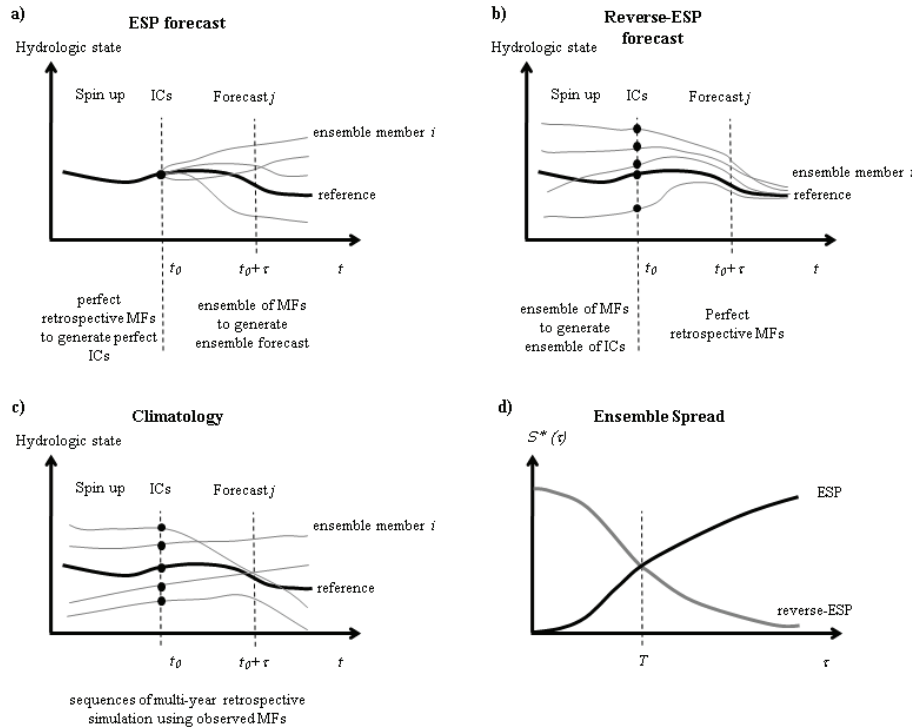 a)
ESP forecast
Hydrologic state
Spin up
ICs
Forecast j
ensemble member i
reference
t0
t0+τ
t
perfect
retrospective MFs
to generate perfect
ICs
ensemble of MFs
to generate
ensemble forecast
b)
Reverse-ESP
forecast
Hydrologic state
Spin up
ICs
Forecast j
ensemble member i
reference
t0
t0+τ
t
ensemble of MFs
to generate
ensemble of ICs
Perfect
retrospective MFs
c)
Climatology
Hydrologic state
Spin up
ICs
Forecast j
ensemble member i
reference
t0
t0+τ
t
sequences of multi-year retrospective
simulation using observed MFs
d)
Ensemble Spread
S* (τ)
ESP
reverse-ESP
T
τ